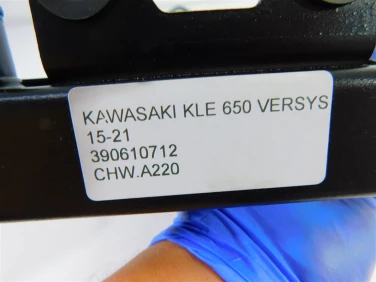 KAWASAKI KLE 650 VERSYS
15-21
390610712
CHW.A220